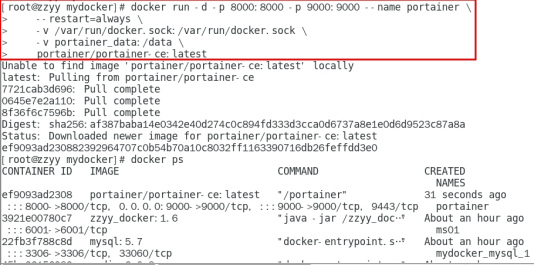 [root@zzyy mydocker]# docker run -d -p 8000:8000 -p 9000:9000 --name portainer \
> --restart=always \
> -v /var/run/docker.sock:/var/run/docker.sock \
> -v portainer_data:/data \
> portainer/portainer-ce:latest
Unable to find image 'portainer/portainer-ce:latest' locally
latest: Pulling from portainer/portainer-ce
7721cab3d696: Pull complete
0645e7e2a110: Pull complete
8f36f6c7596b: Pull complete
Digest: sha256:af387baba14e0342e40d274c0c894fd333d3cca0d6737a8e1e0d6d9523c87a8a
Status: Downloaded newer image for portainer/portainer-ce:latest
ef9093ad230882392964707c0b54b70a10c8032ff1163390716db26feffdd3e0
[root@zzyy mydocker]# docker ps
CONTAINER ID IMAGE COMMAND CREATED
NAMES
ef9093ad2308 portainer/portainer-ce:latest "/portainer" 31 seconds ago
:::8000->8000/tcp, 0.0.0.0:9000->9000/tcp, :::9000->9000/tcp, 9443/tcp portainer
3921e00780c7 zzyy_docker:1.6 "java -jar /zzyy_doc…" About an hour ago
:::6001->6001/tcp ms01
22fb3f788c8d mysql:5.7 "docker-entrypoint.s…" About an hour ago
:::3306->3306/tcp, 33060/tcp mydocker_mysql_1